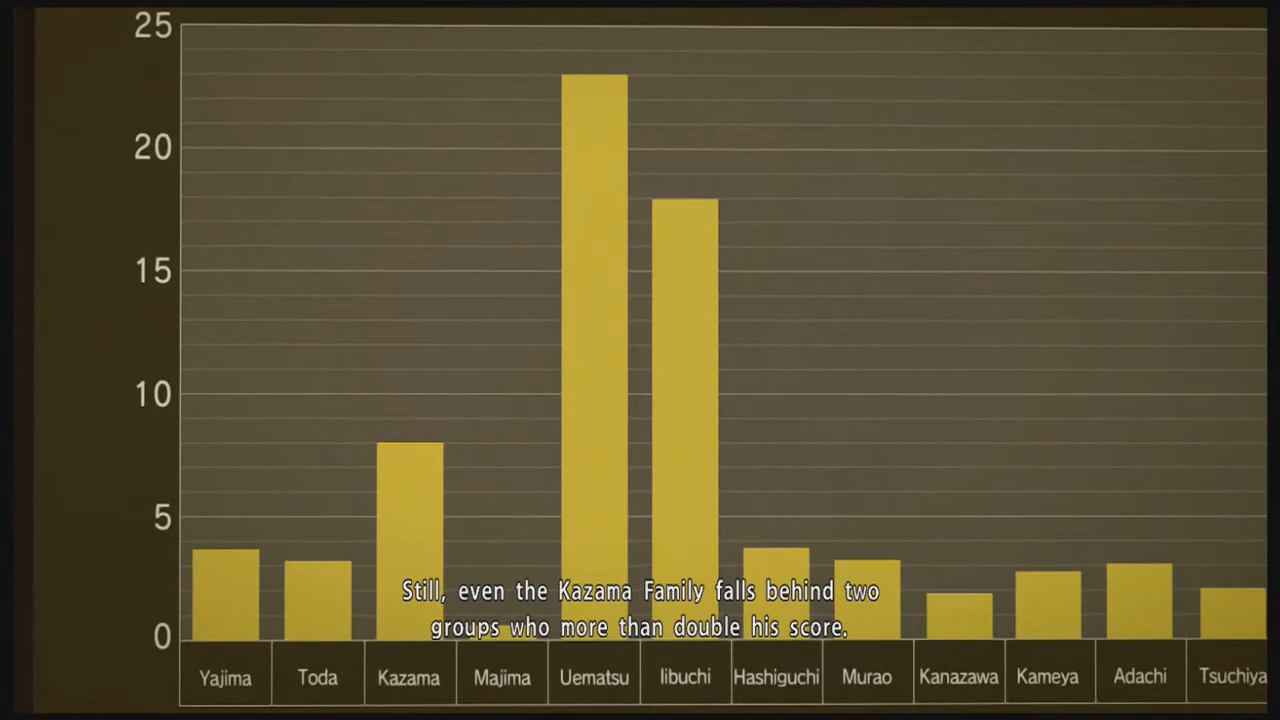 25
20
15
10
5
0
Still, even the Kazama Family falls behind two
groups who more than double his score.
Yajima Toda Kazama Majima Uematsu Iibuchi Hashiguchi Murao Kanazawa Kameya Adachi Tsuchiya